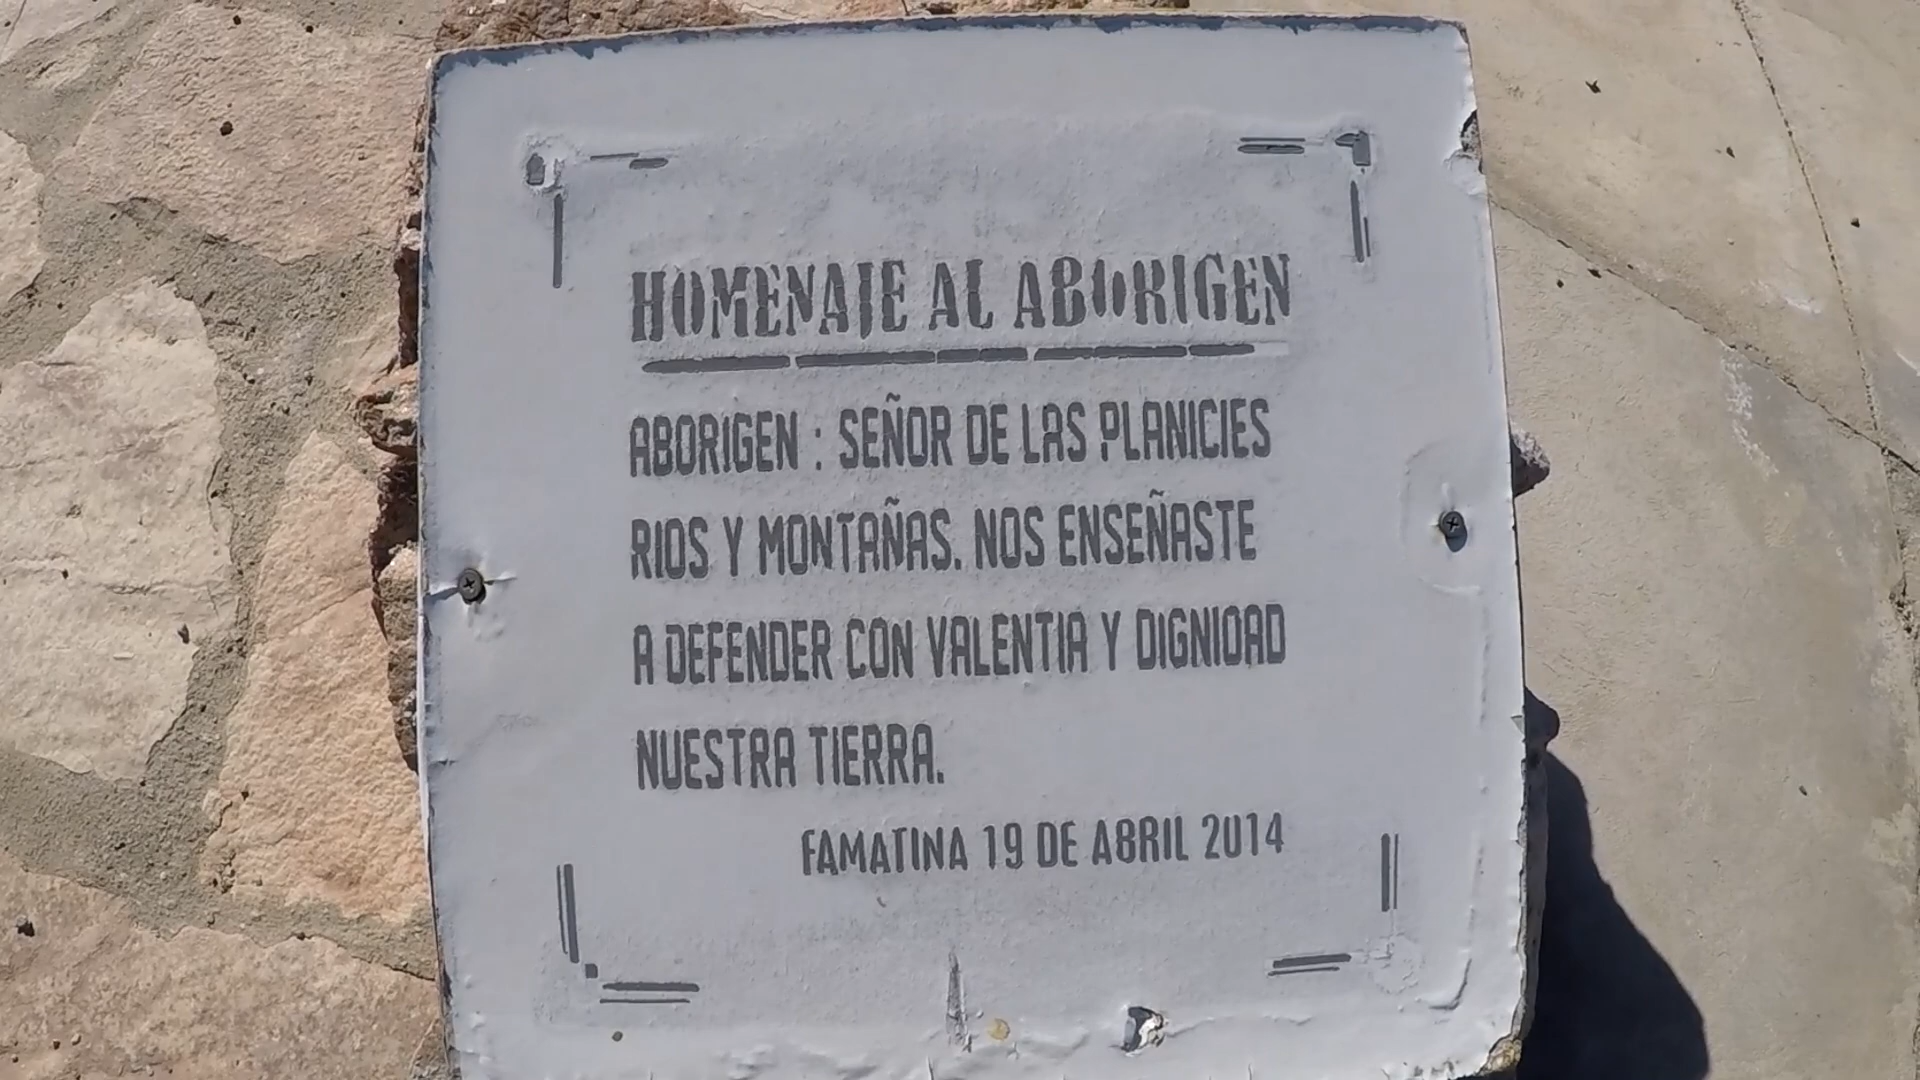 HOMENAJE AL ABORIGEN
ABORIGEN : SEÑOR DE LAS PLANICIES
RIOS Y MONTAÑAS. NOS ENSEÑASTE
A DEFENDER CON VALENTIA Y DIGNIDAD
NUESTRA TIERRA.
FAMATINA 19 DE ABRIL 2014